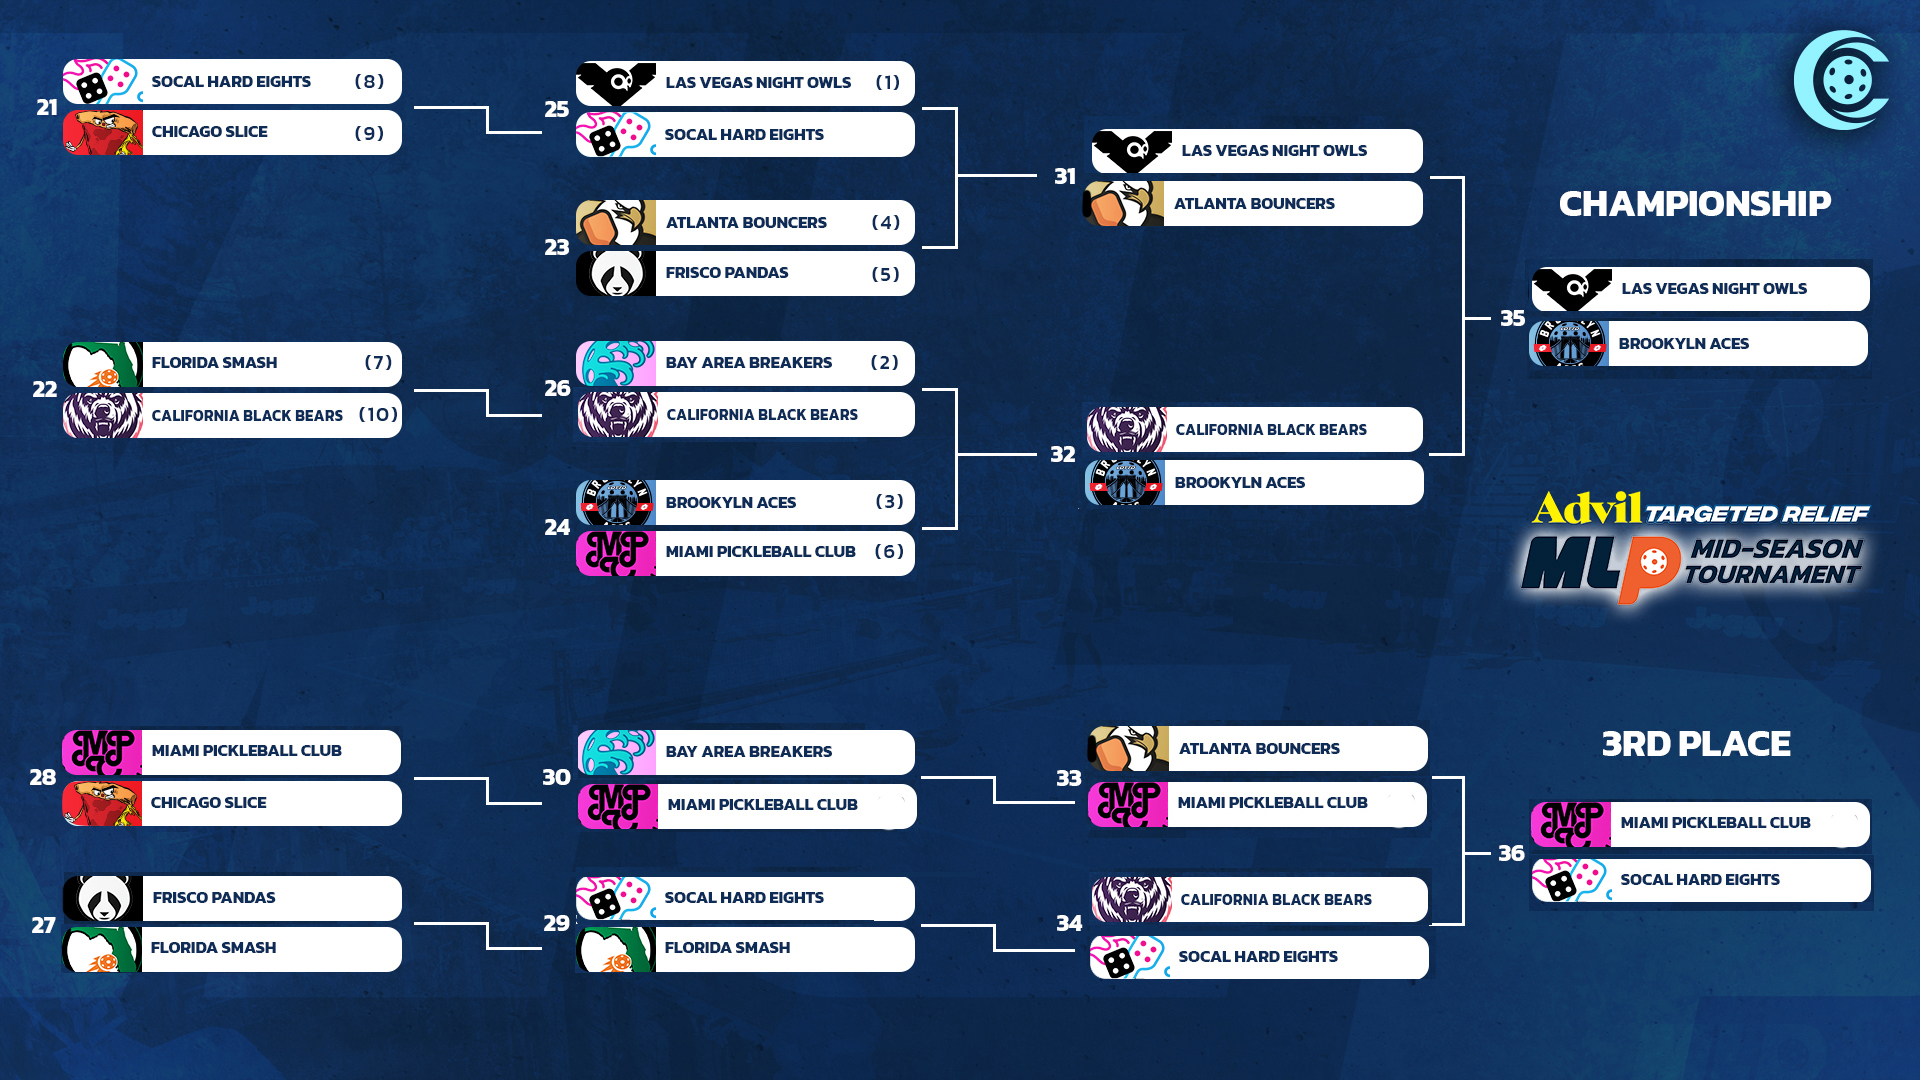 21
SOCAL HARD EIGHTS (8)
CHICAGO SLICE (9)
25
LAS VEGAS NIGHT OWLS (1)
SOCAL HARD EIGHTS
23
ATLANTA BOUNCERS (4)
FRISCO PANDAS (5)
22
FLORIDA SMASH (7)
CALIFORNIA BLACK BEARS (10)
26
BAY AREA BREAKERS (2)
CALIFORNIA BLACK BEARS
24
BROOKYLN ACES (3)
MIAMI PICKLEBALL CLUB (6)
31
LAS VEGAS NIGHT OWLS
ATLANTA BOUNCERS
32
CALIFORNIA BLACK BEARS
BROOKYLN ACES
CHAMPIONSHIP
35
LAS VEGAS NIGHT OWLS
BROOKYLN ACES
Advil TARGETED RELIEF
MLP MID-SEASON
TOURNAMENT
28
MIAMI PICKLEBALL CLUB
CHICAGO SLICE
27
FRISCO PANDAS
FLORIDA SMASH
30
BAY AREA BREAKERS
MIAMI PICKLEBALL CLUB
29
SOCAL HARD EIGHTS
FLORIDA SMASH
33
ATLANTA BOUNCERS
MIAMI PICKLEBALL CLUB
34
CALIFORNIA BLACK BEARS
SOCAL HARD EIGHTS
3RD PLACE
36
MIAMI PICKLEBALL CLUB
SOCAL HARD EIGHTS